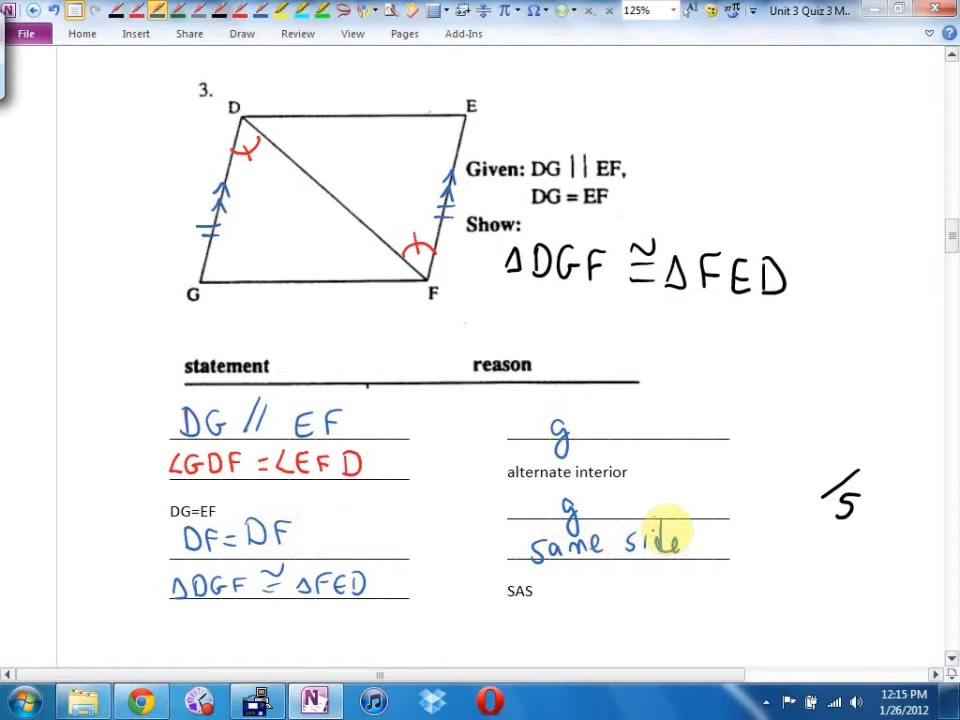 125%
Unit 3 Quiz 3 M..
File Home Insert Share Draw Review View Pages Add-Ins
3.
D E
Given: DG || EF,
DG = EF
Show:
ΔDGF ≅ ΔFED
G F
statement reason
DG // EF g
∠GDF = ∠EFD alternate interior
DG=EF g
DF = DF same side
ΔDGF ≅ ΔFED SAS
/5
12:15 PM
1/26/2012